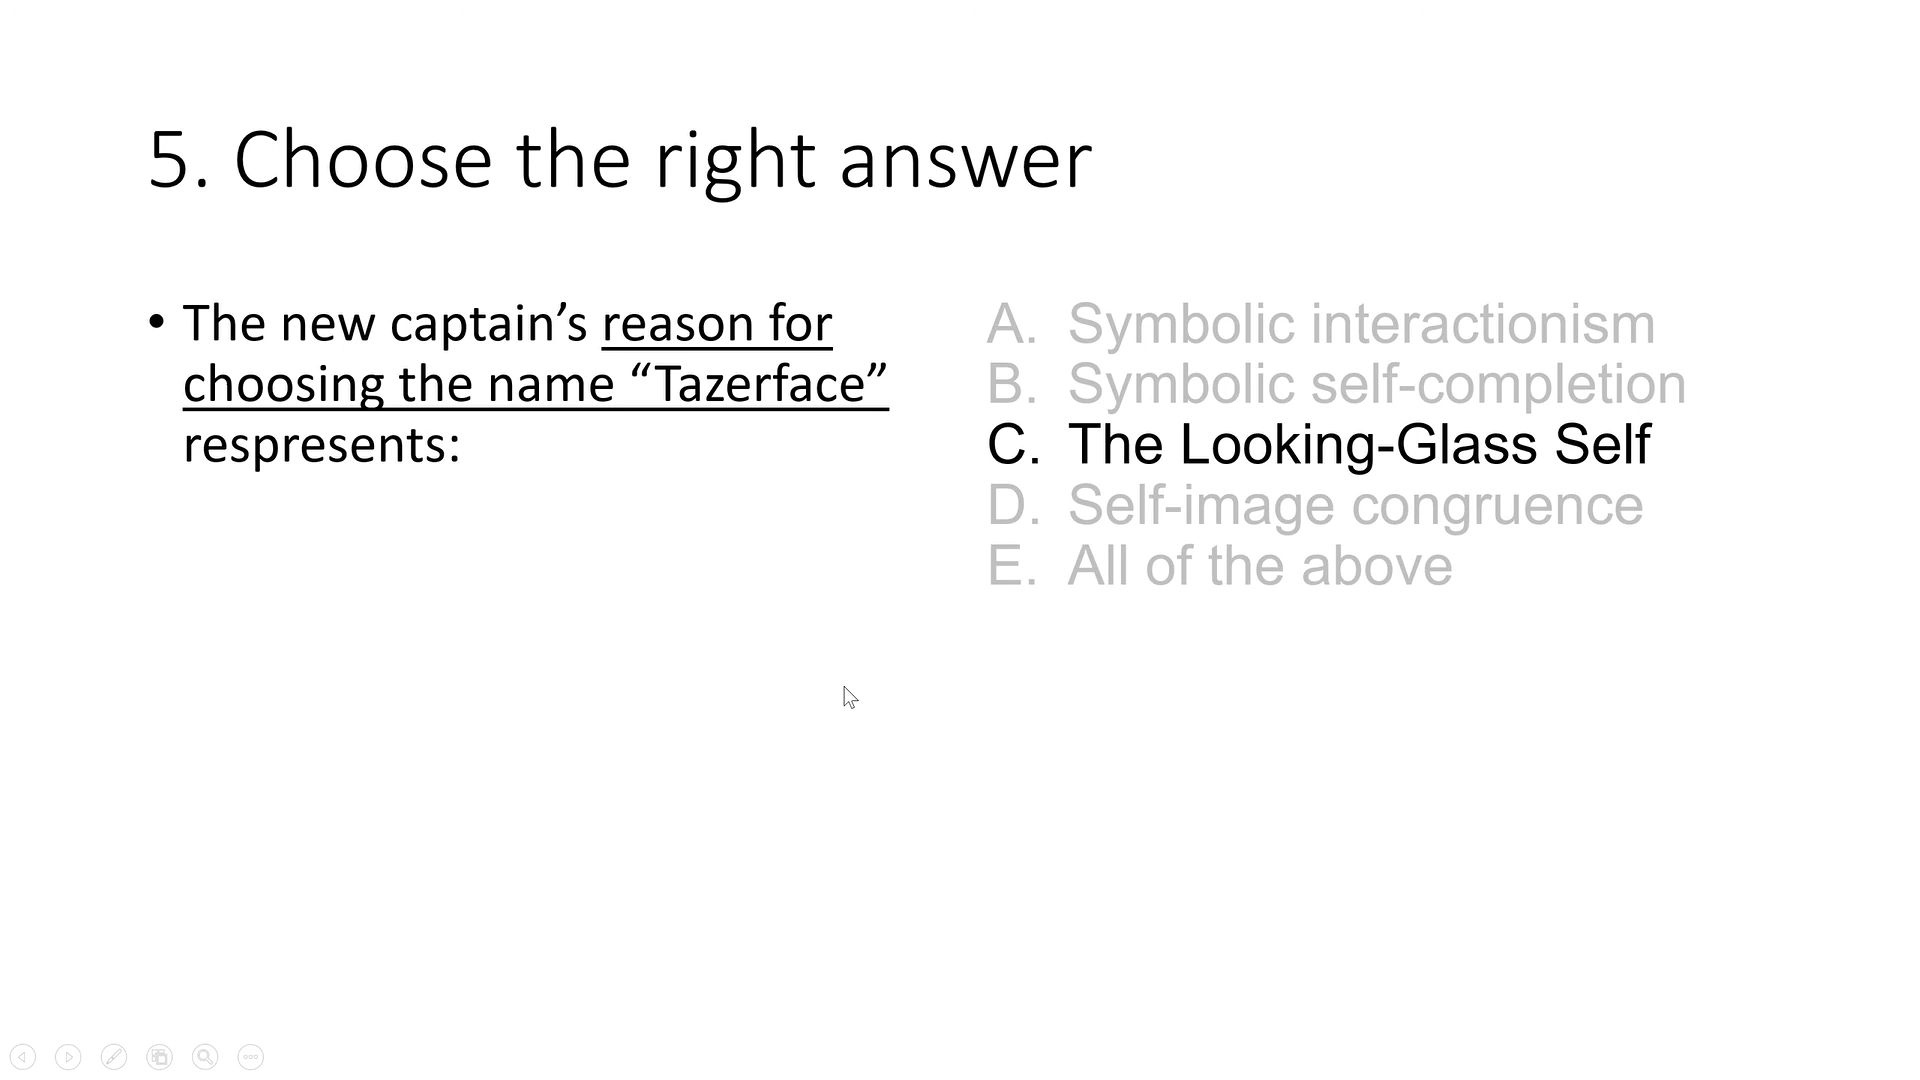 5. Choose the right answer
• The new captain’s reason for
choosing the name “Tazerface”
respresents:
A. Symbolic interactionism
B. Symbolic self-completion
C. The Looking-Glass Self
D. Self-image congruence
E. All of the above